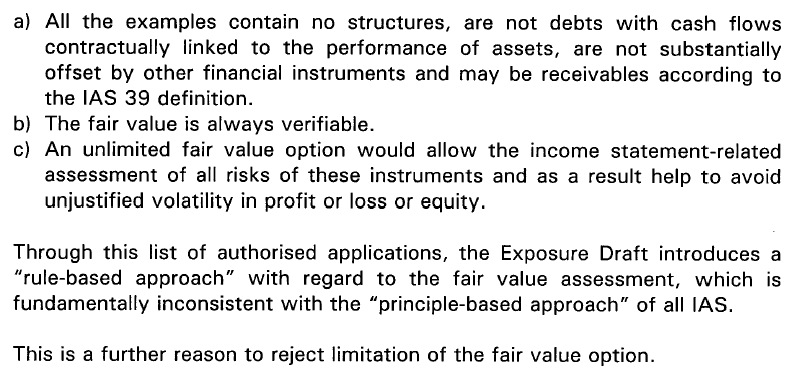 a) All the examples contain no structures, are not debts with cash flows
contractually linked to the performance of assets, are not substantially
offset by other financial instruments and may be receivables according to
the IAS 39 definition.
b) The fair value is always verifiable.
c) An unlimited fair value option would allow the income statement-related
assessment of all risks of these instruments and as a result help to avoid
unjustified volatility in profit or loss or equity.
Through this list of authorised applications, the Exposure Draft introduces a
“rule-based approach” with regard to the fair value assessment, which is
fundamentally inconsistent with the “principle-based approach” of all IAS.
This is a further reason to reject limitation of the fair value option.